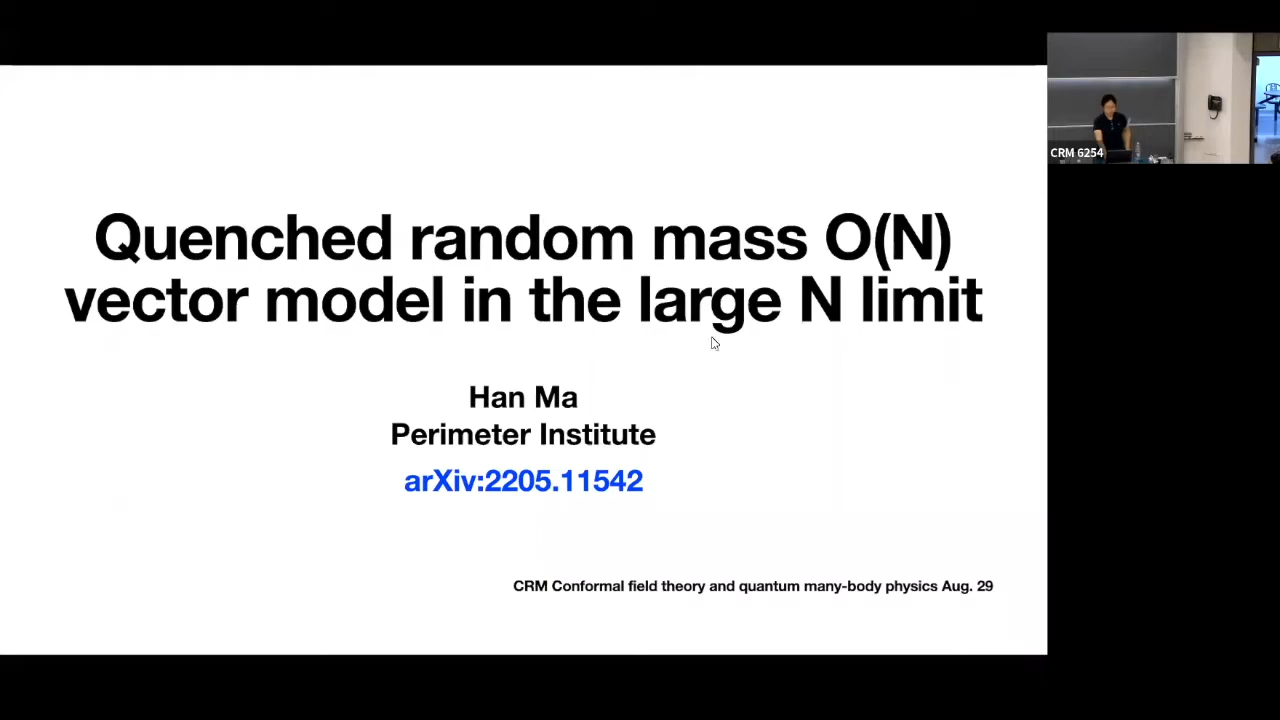 Quenched random mass O(N)
vector model in the large N limit
Han Ma
Perimeter Institute
arXiv:2205.11542
CRM Conformal field theory and quantum many-body physics Aug. 29
CRM 6254